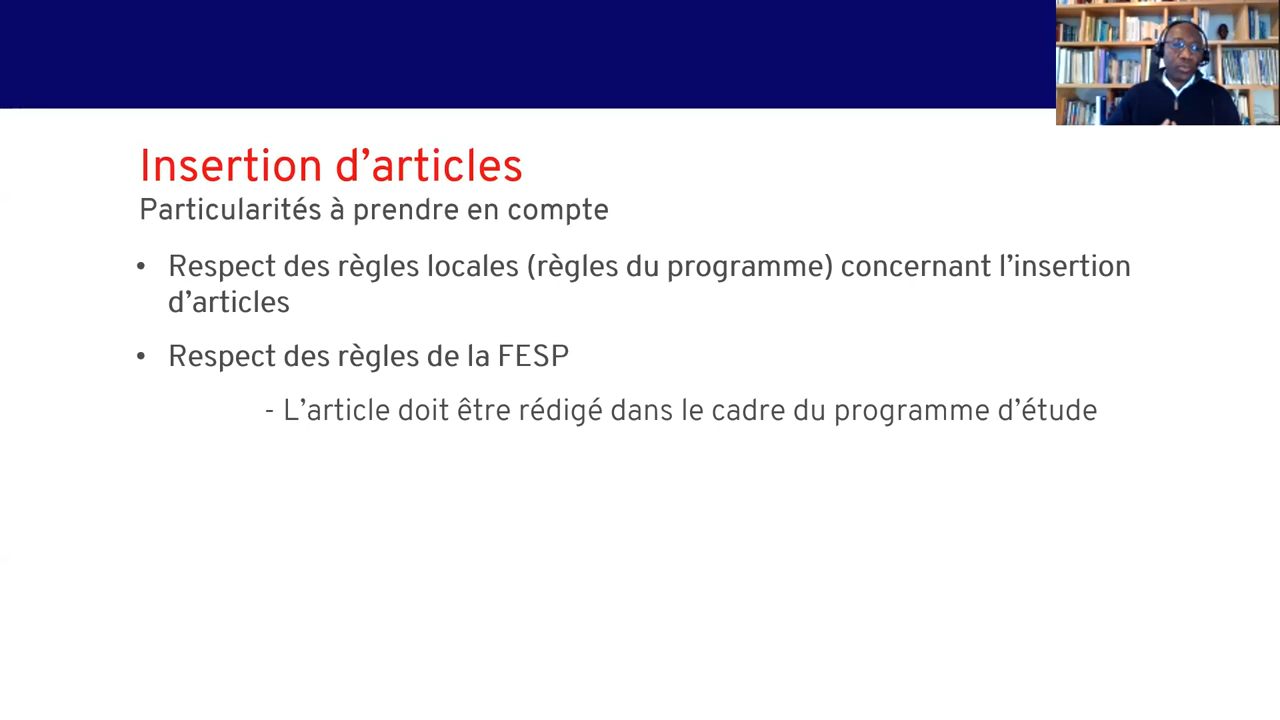 Insertion d’articles
Particularités à prendre en compte
• Respect des règles locales (règles du programme) concernant l’insertion
d’articles
• Respect des règles de la FESP
- L’article doit être rédigé dans le cadre du programme d’étude